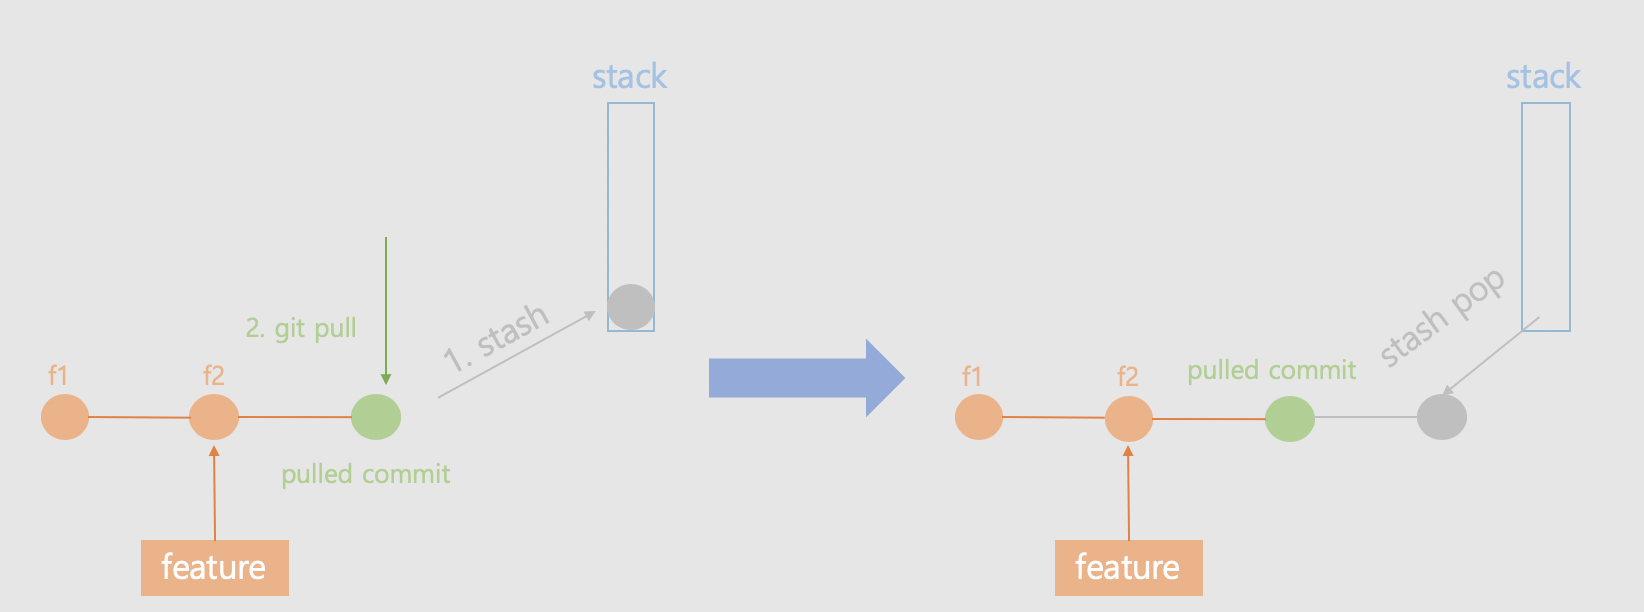 stack
1. stash
2. git pull
f1
f2
pulled commit
feature
stack
stash pop
pulled commit
f1
f2
feature